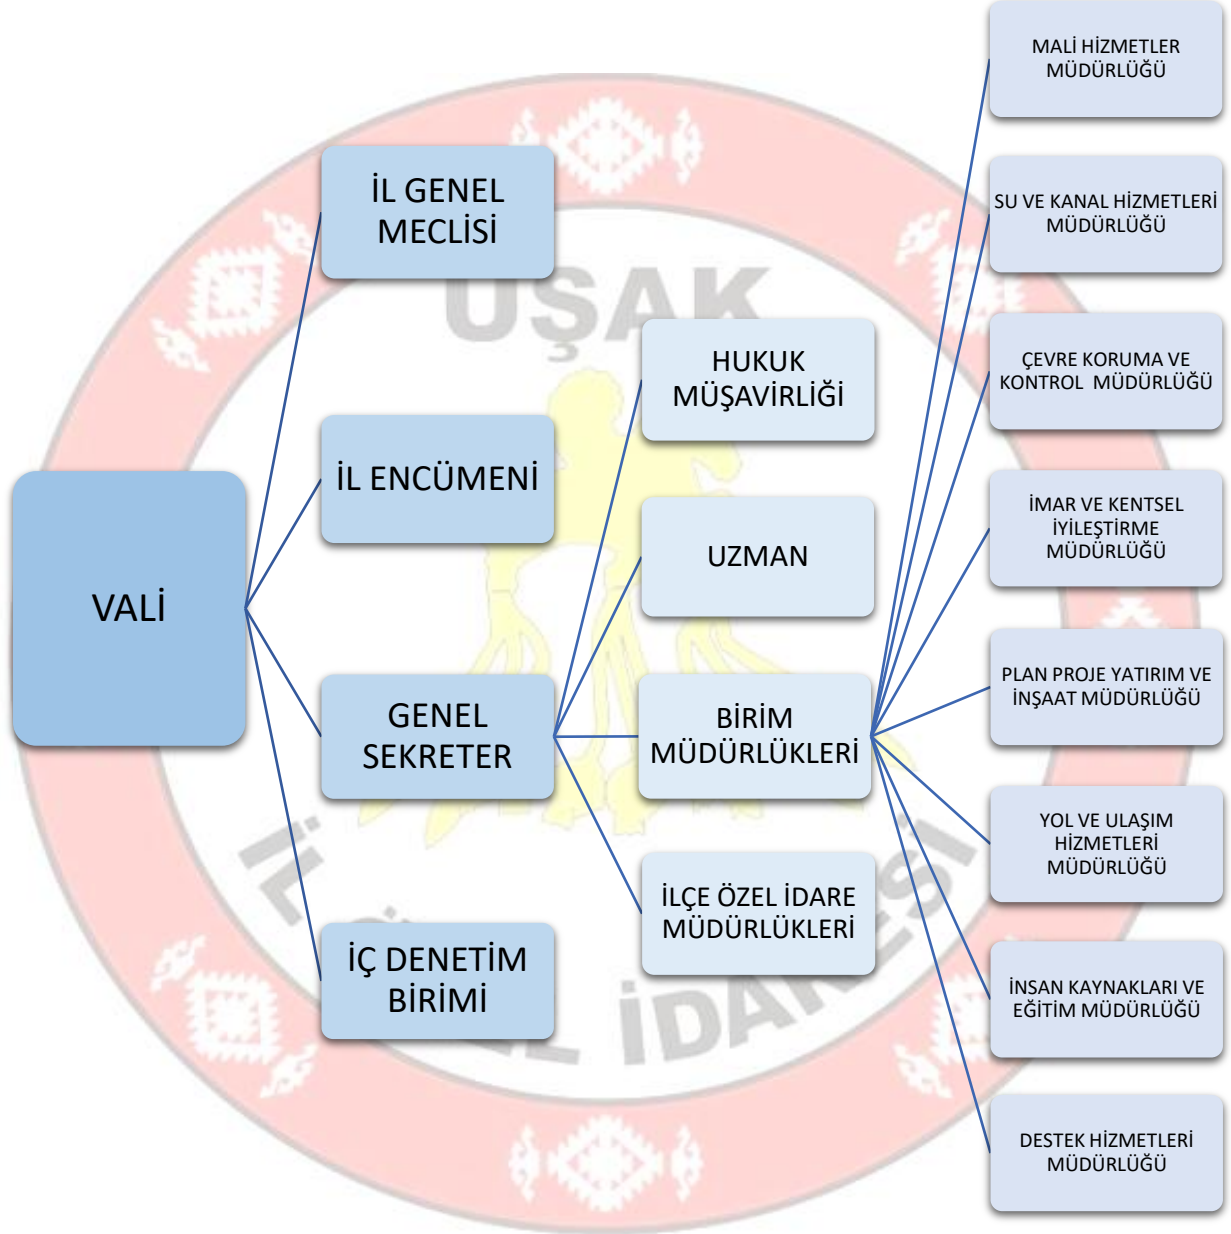 VALİ
İL GENEL
MECLİSİ
İL ENCÜMENİ
GENEL
SEKRETER
İÇ DENETİM
BİRİMİ
HUKUK
MÜŞAVİRLİĞİ
UZMAN
BİRİM
MÜDÜRLÜKLERİ
İLÇE ÖZEL İDARE
MÜDÜRLÜKLERİ
MALİ HİZMETLER
MÜDÜRLÜĞÜ
SU VE KANAL HİZMETLERİ
MÜDÜRLÜĞÜ
ÇEVRE KORUMA VE
KONTROL  MÜDÜRLÜĞÜ
İMAR VE KENTSEL
İYİLEŞTİRME
MÜDÜRLÜĞÜ
PLAN PROJE YATIRIM VE
İNŞAAT MÜDÜRLÜĞÜ
YOL VE ULAŞIM
HİZMETLERİ
MÜDÜRLÜĞÜ
İNSAN KAYNAKLARI VE
EĞİTİM MÜDÜRLÜĞÜ
DESTEK HİZMETLERİ
MÜDÜRLÜĞÜ
UŞAK
İDARESİ